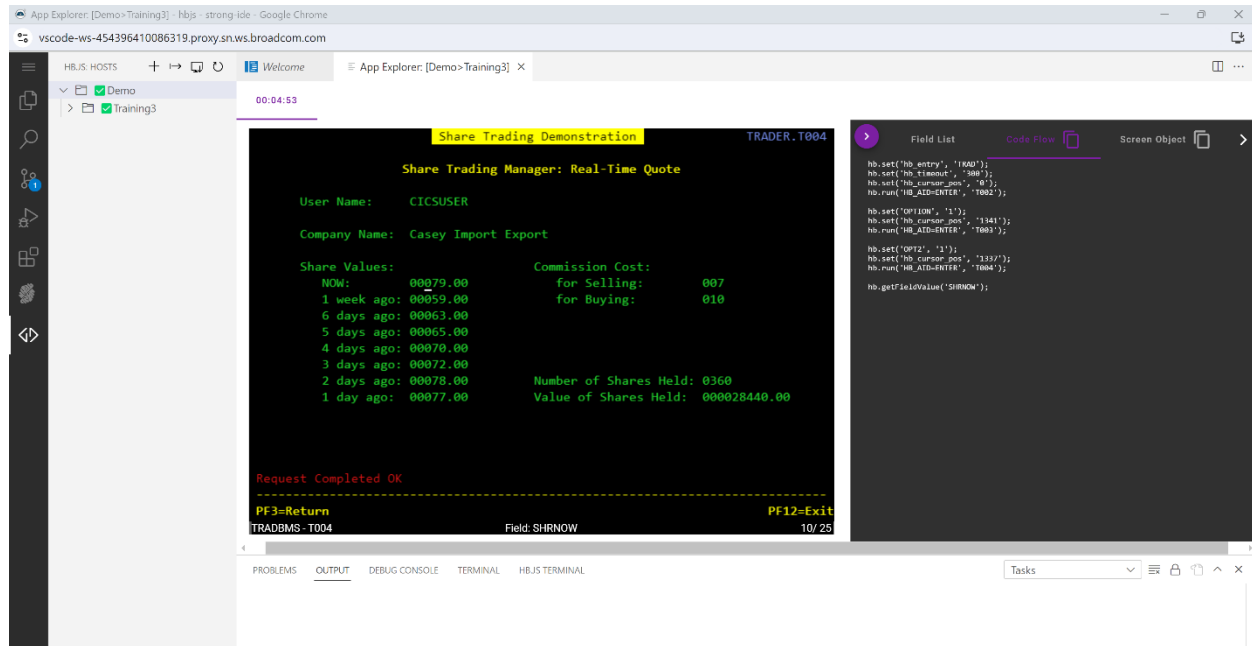 App Explorer: [Demo>Training3] - hbjs - strong-ide - Google Chrome
vscode-ws-454396410086319.proxy.sn.ws.broadcom.com
HBJS: HOSTS
Welcome
App Explorer: [Demo>Training3]
Demo
Training3
1
00:04:53
Share Trading Demonstration TRADER.T004
Share Trading Manager: Real-Time Quote
User Name: CICSUSER
Company Name: Casey Import Export
Share Values: Commission Cost:
NOW: 00079.00 for Selling: 007
1 week ago: 00059.00 for Buying: 010
6 days ago: 00063.00
5 days ago: 00065.00
4 days ago: 00070.00
3 days ago: 00072.00
2 days ago: 00078.00 Number of Shares Held: 0360
1 day ago: 00077.00 Value of Shares Held: 000028440.00
Request Completed OK
PF3=Return PF12=Exit
TRADBMS - T004 Field: SHRNOW 10/ 25
Field List Code Flow Screen Object
hb.set('hb_entry', 'TRAD');
hb.set('hb_timeout', '300');
hb.set('hb_cursor_pos', '0');
hb.run('HB_AID=ENTER', 'T002');
hb.set('OPTION', '1');
hb.set('hb_cursor_pos', '1341');
hb.run('HB_AID=ENTER', 'T003');
hb.set('OPT2', '1');
hb.set('hb_cursor_pos', '1337');
hb.run('HB_AID=ENTER', 'T004');
hb.getFieldValue('SHRNOW');
PROBLEMS OUTPUT DEBUG CONSOLE TERMINAL HBJS TERMINAL Tasks